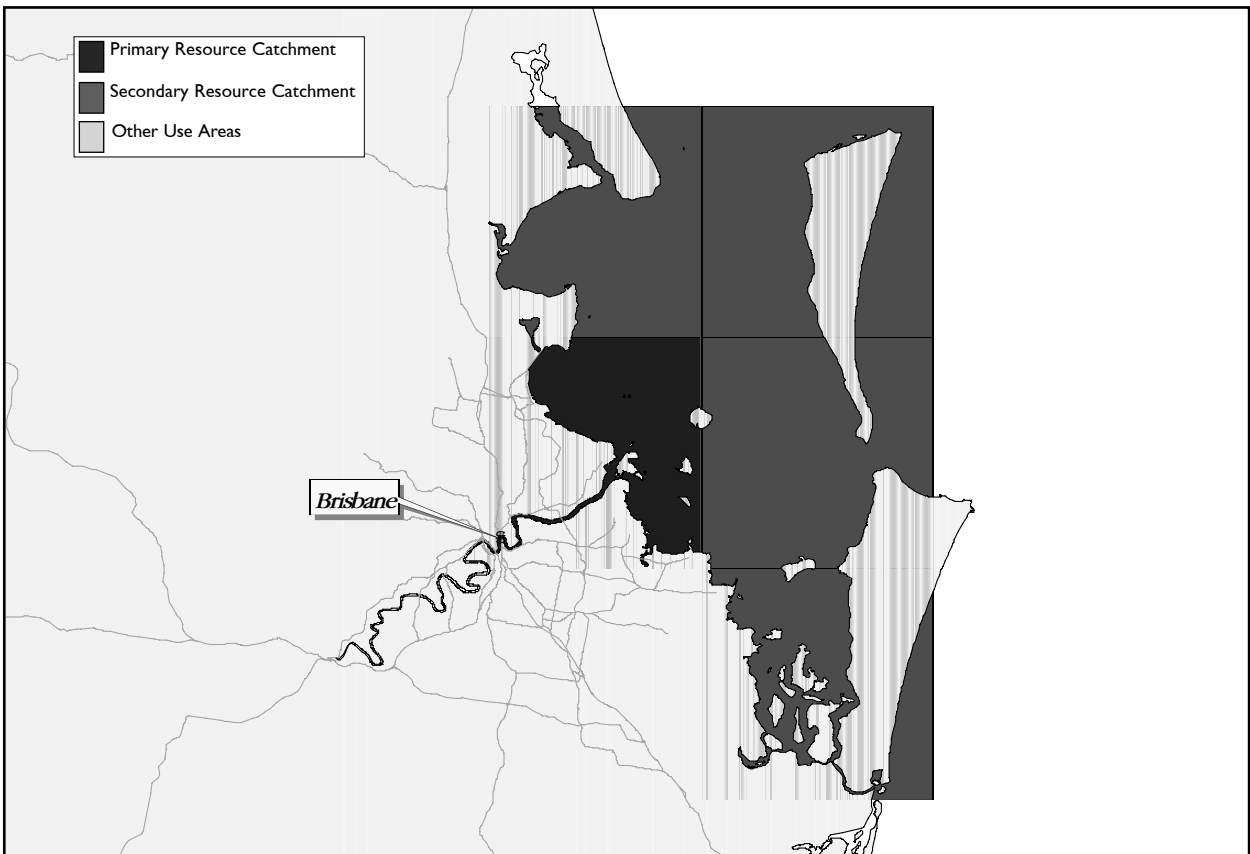 Primary Resource Catchment
Secondary Resource Catchment
Other Use Areas
Brisbane